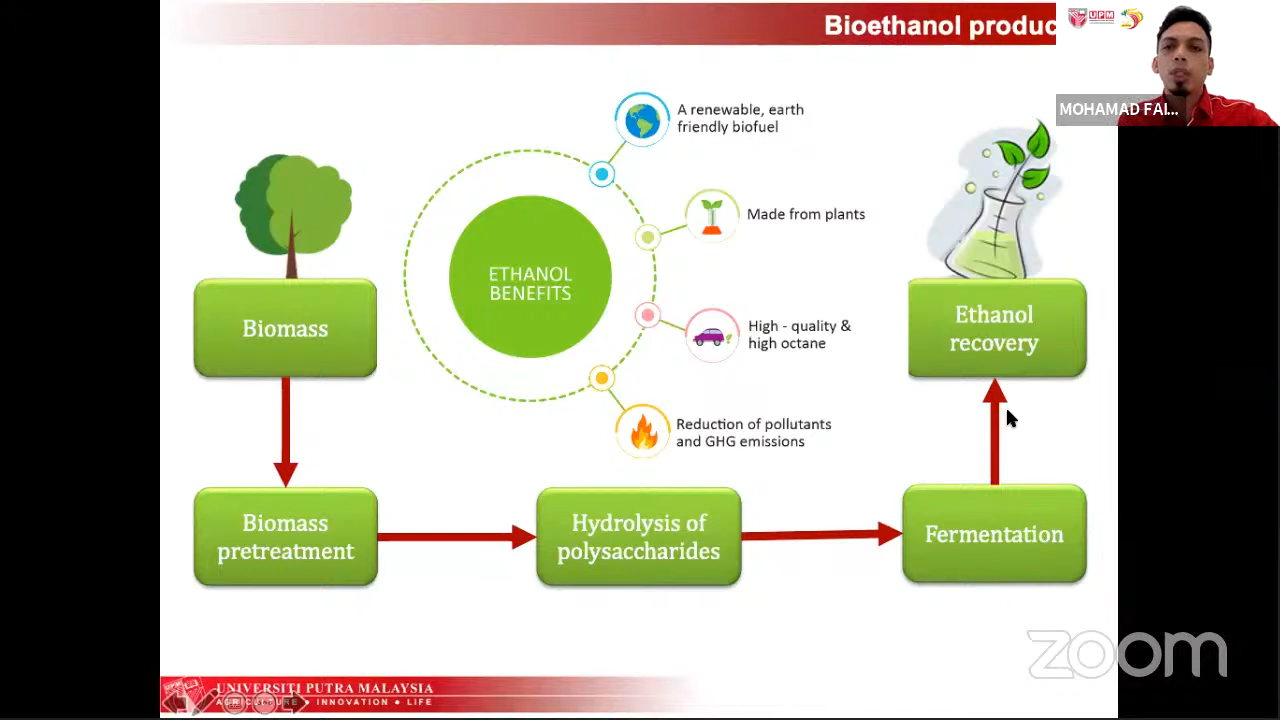 Bioethanol produc
UPM
MOHAMAD FAI...
A renewable, earth
friendly biofuel
Made from plants
ETHANOL
BENEFITS
High - quality &
high octane
Reduction of pollutants
and GHG emissions
Biomass
Ethanol
recovery
Biomass
pretreatment
Hydrolysis of
polysaccharides
Fermentation
zoom
UNIVERSITI PUTRA MALAYSIA
AGRICULTURE • INNOVATION • LIFE